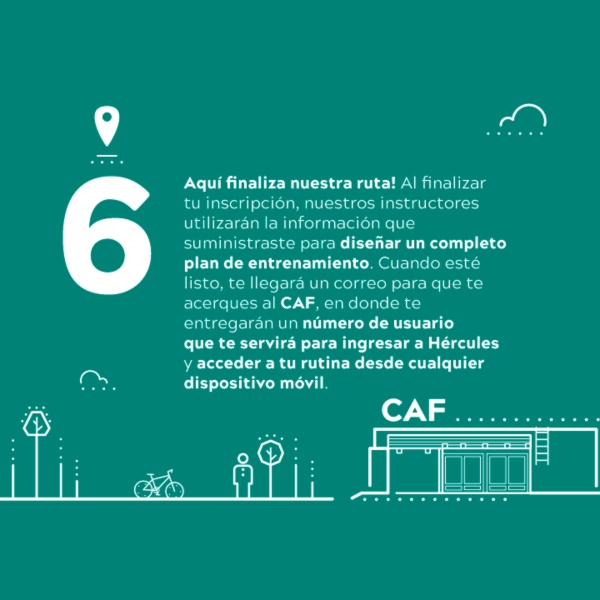 6
Aquí finaliza nuestra ruta! Al finalizar
tu inscripción, nuestros instructores
utilizarán la información que
suministraste para diseñar un completo
plan de entrenamiento. Cuando esté
listo, te llegará un correo para que te
acerques al CAF, en donde te
entregarán un número de usuario
que te servirá para ingresar a Hércules
y acceder a tu rutina desde cualquier
dispositivo móvil.
CAF